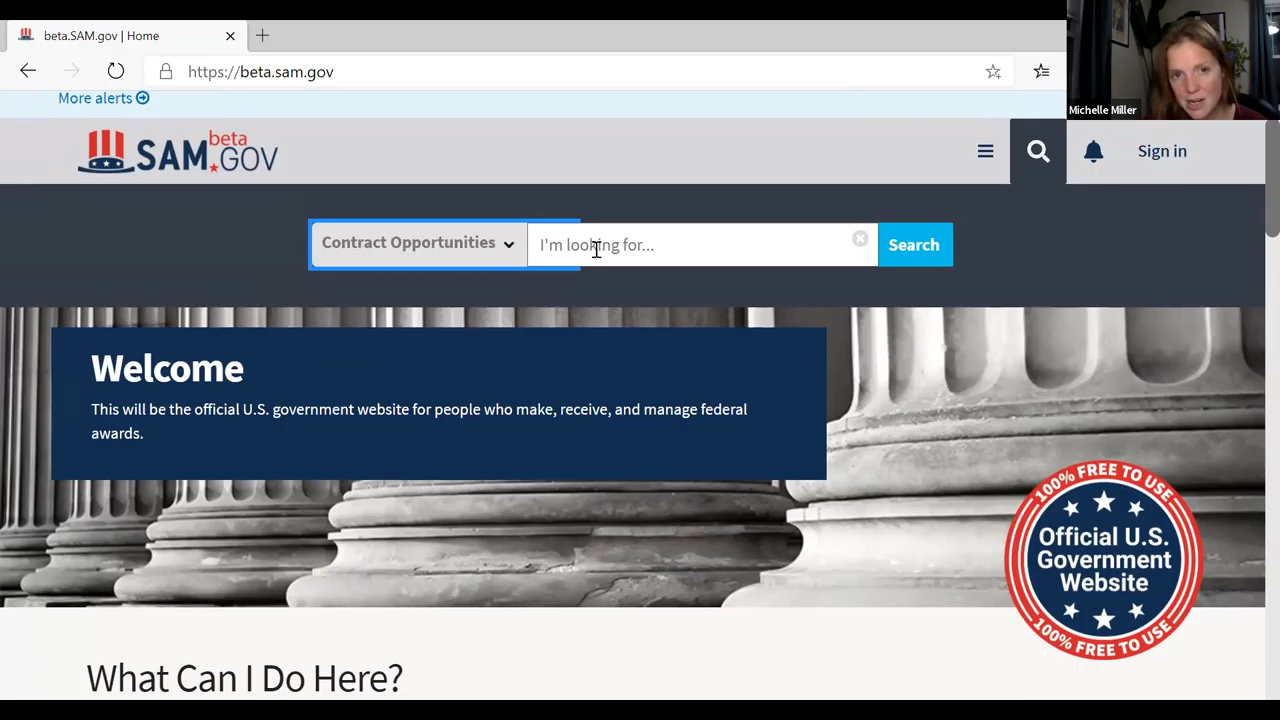 beta.SAM.gov | Home
https://beta.sam.gov
Michelle Miller
More alerts
beta
SAM.GOV
Sign in
Contract Opportunities
I'm looking for...
Search
Welcome
This will be the official U.S. government website for people who make, receive, and manage federal
awards.
100% FREE TO USE
Official U.S.
Government
Website
100% FREE TO USE
What Can I Do Here?